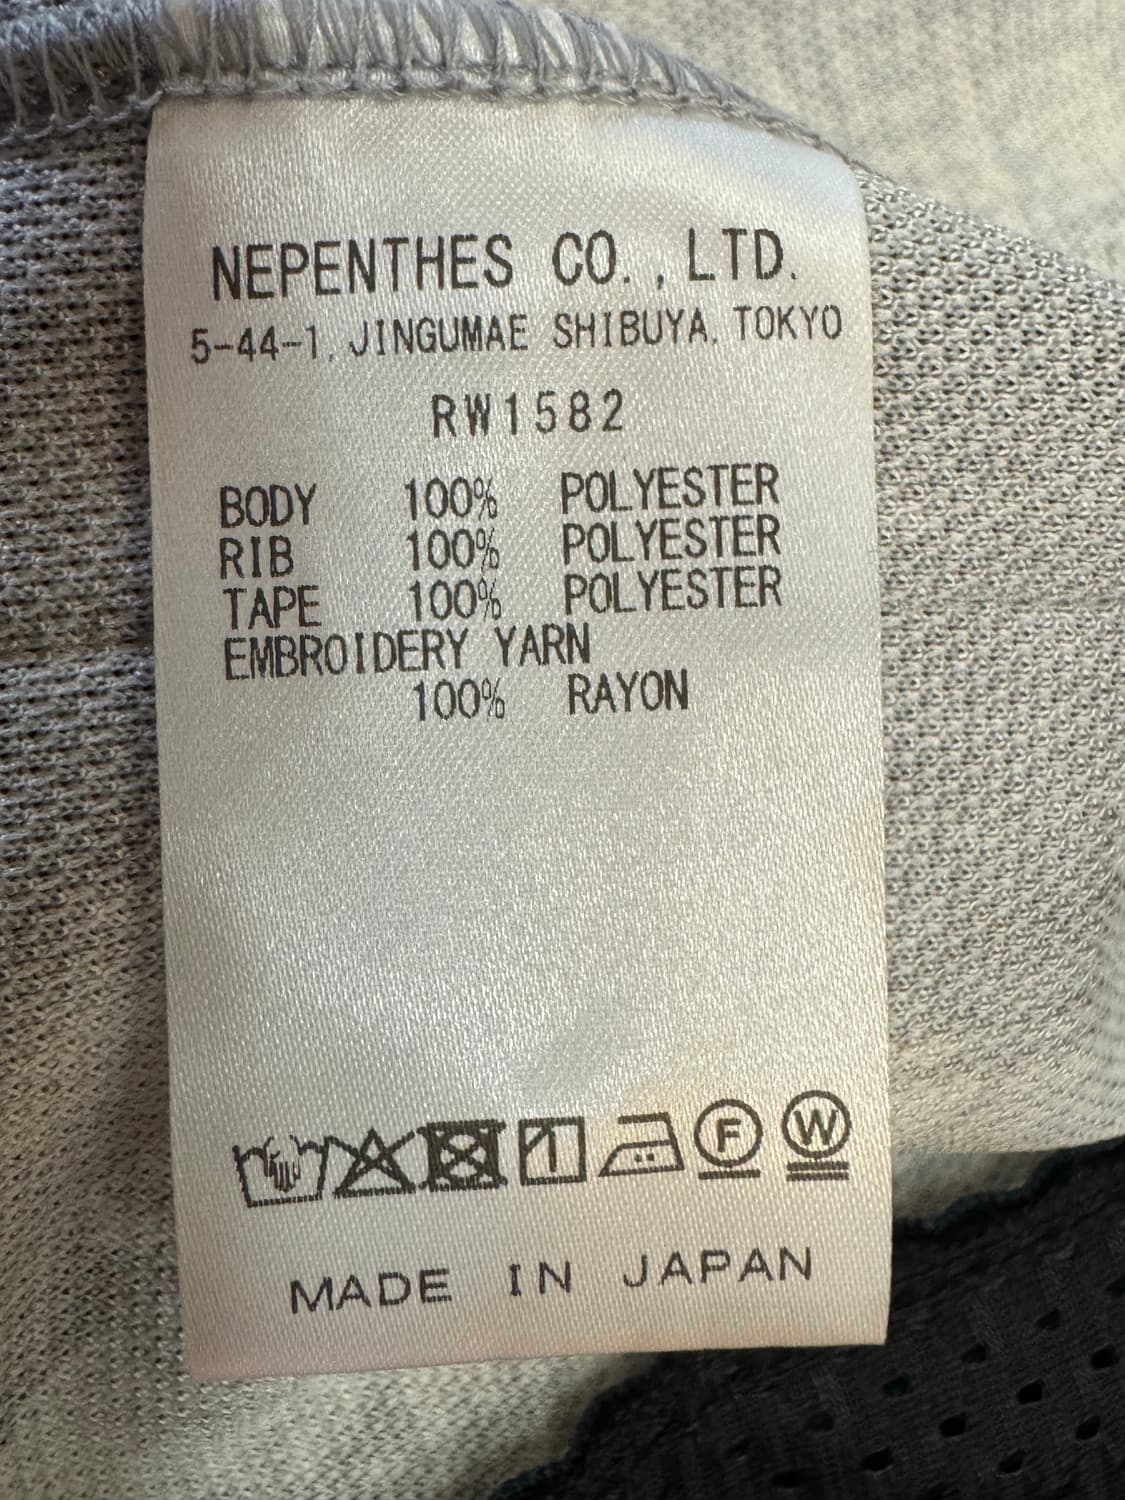 NEPENTHES CO.,LTD.
5-44-1, JINGUMAE SHIBUYA, TOKYO
RW1582
BODY 100% POLYESTER
RIB 100% POLYESTER
TAPE 100% POLYESTER
EMBROIDERY YARN
100% RAYON
F W
MADE IN JAPAN